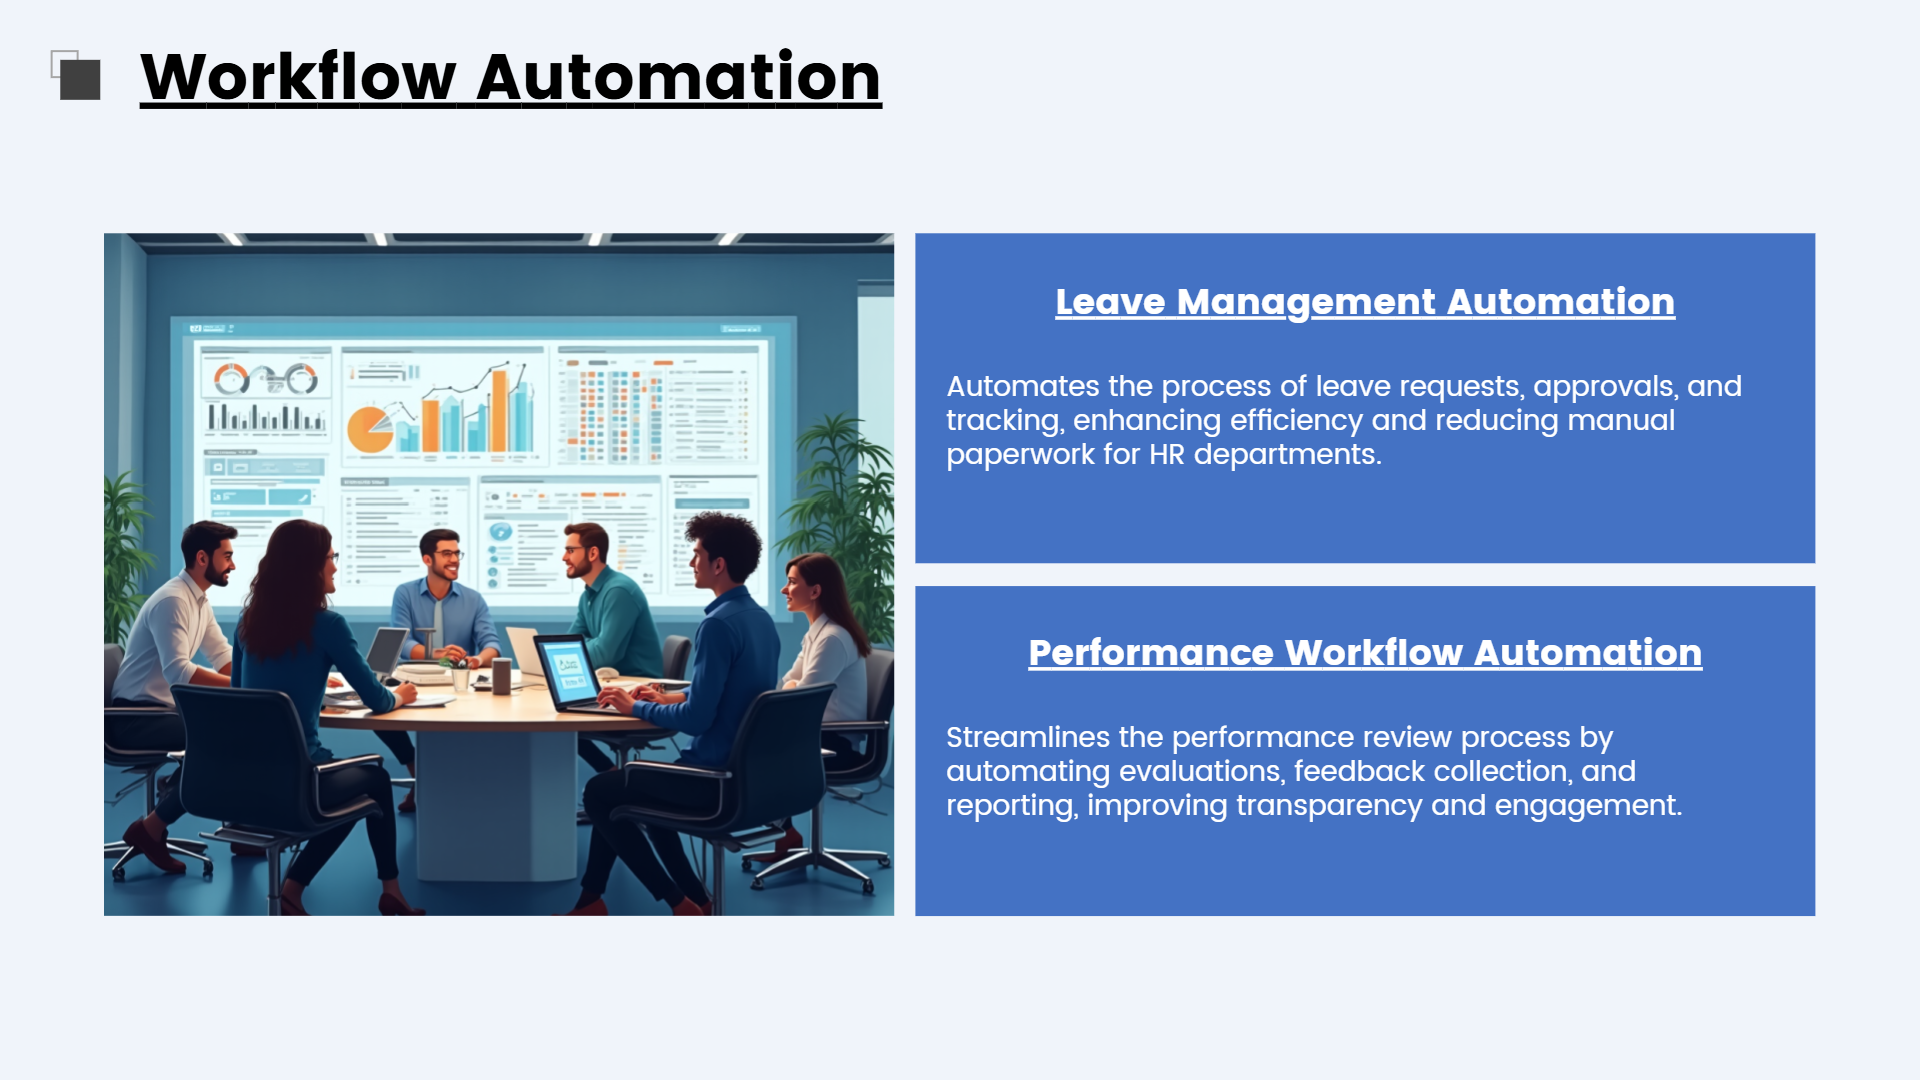 Workflow Automation
Leave Management Automation
Automates the process of leave requests, approvals, and
tracking, enhancing efficiency and reducing manual
paperwork for HR departments.
Performance Workflow Automation
Streamlines the performance review process by
automating evaluations, feedback collection, and
reporting, improving transparency and engagement.